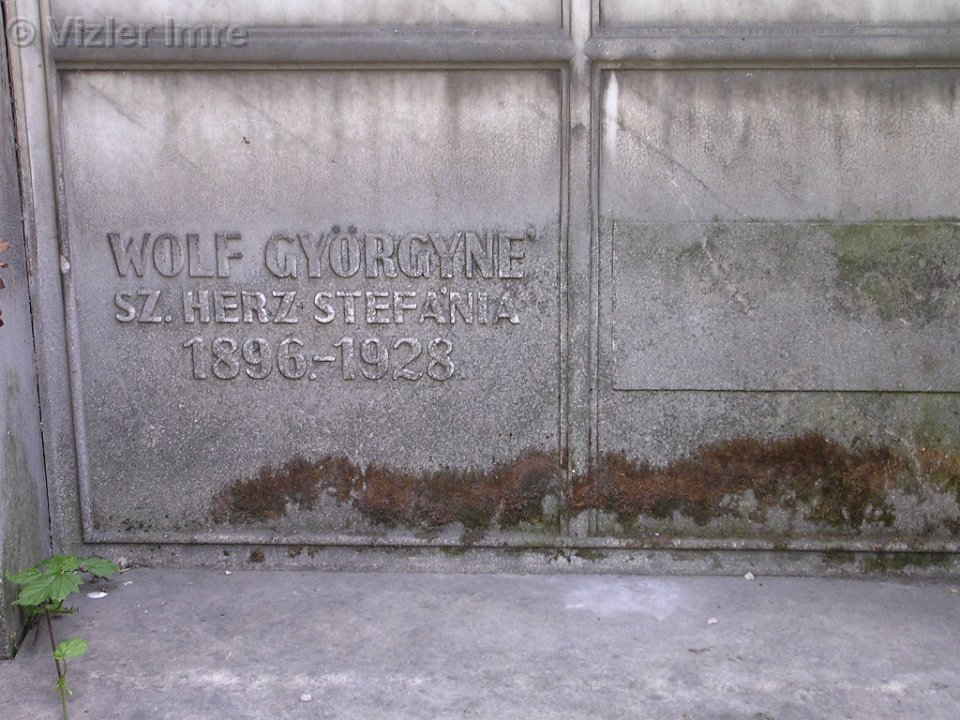 © Vizler Imre
WOLF GYÖRGYNÉ
SZ. HERZ STEFÁNIA
1896.-1928.